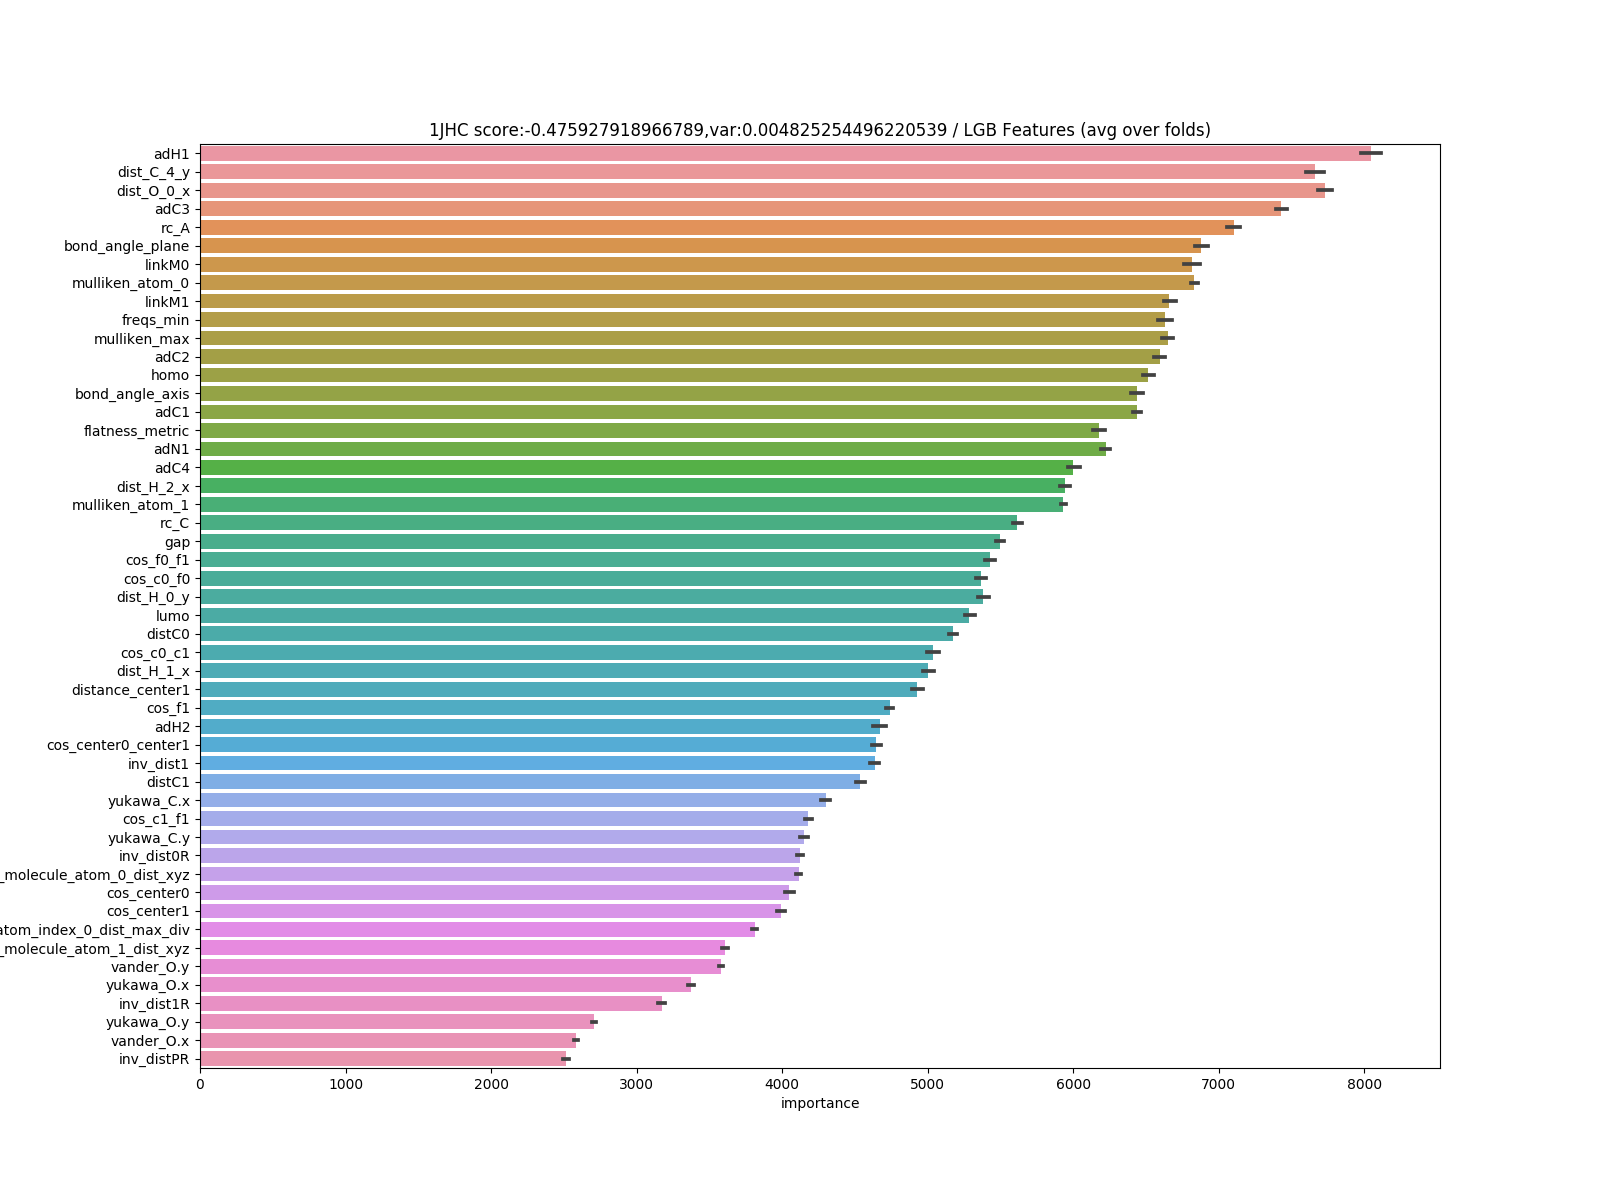 1JHC score:-0.475927918966789,var:0.004825254496220539 / LGB Features (avg over folds)
adH1
dist_C_4_y
dist_O_0_x
adC3
rc_A
bond_angle_plane
linkM0
mulliken_atom_0
linkM1
freqs_min
mulliken_max
adC2
homo
bond_angle_axis
adC1
flatness_metric
adN1
adC4
dist_H_2_x
mulliken_atom_1
rc_C
gap
cos_f0_f1
cos_c0_f0
dist_H_0_y
lumo
distC0
cos_c0_c1
dist_H_1_x
distance_center1
cos_f1
adH2
cos_center0_center1
inv_dist1
distC1
yukawa_C.x
cos_c1_f1
yukawa_C.y
inv_dist0R
_molecule_atom_0_dist_xyz
cos_center0
cos_center1
atom_index_0_dist_max_div
_molecule_atom_1_dist_xyz
vander_O.y
yukawa_O.x
inv_dist1R
yukawa_O.y
vander_O.x
inv_distPR
0 1000 2000 3000 4000 5000 6000 7000 8000
importance